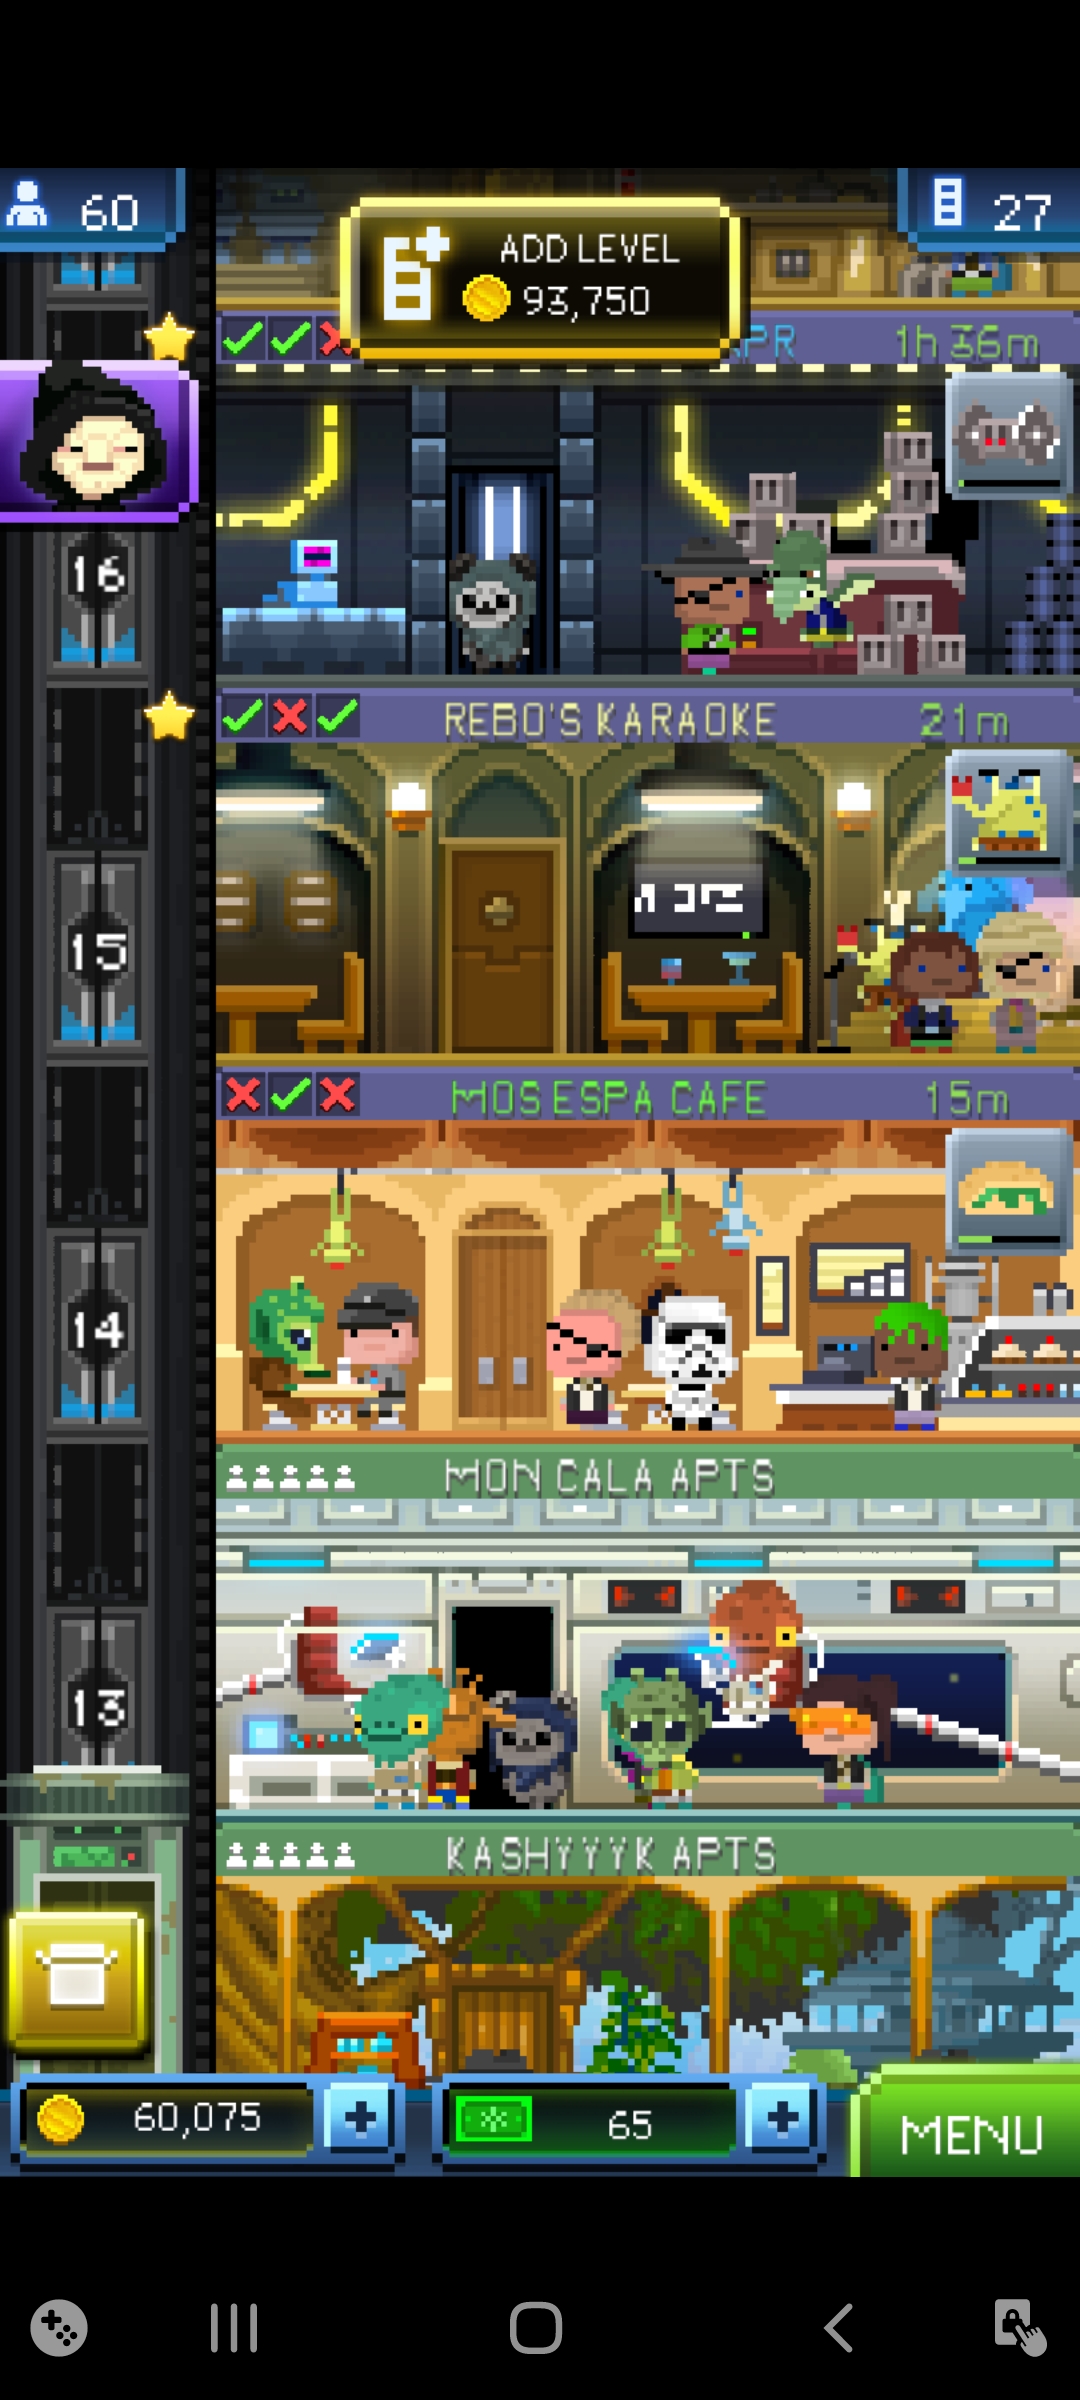 60
27
ADD LEVEL
93,750
1h 36m
16
REBO'S KARAOKE
21m
15
MOS ESPA CAFE
15m
14
MON CALA APTS
13
KASHYYYK APTS
60,075
65
MENU